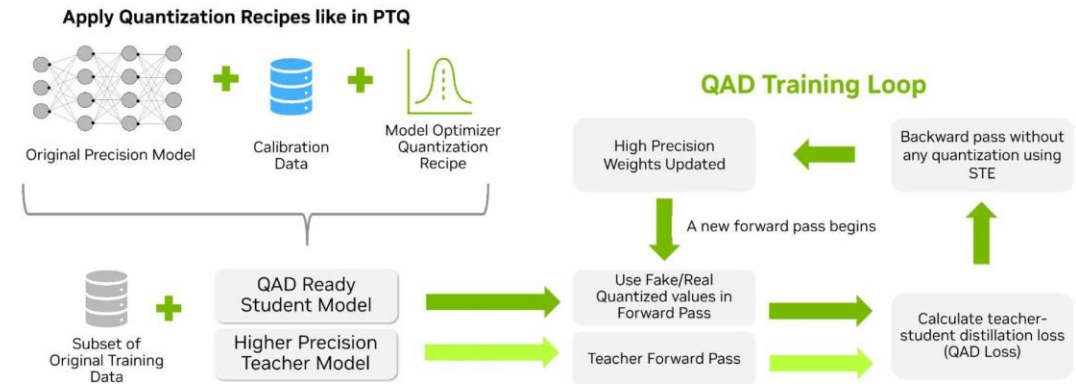 Apply Quantization Recipes like in PTQ
Original Precision Model
Calibration
Data
Model Optimizer
Quantization
Recipe
QAD Training Loop
High Precision
Weights Updated
Backward pass without
any quantization using
STE
A new forward pass begins
Subset of
Original Training
Data
QAD Ready
Student Model
Higher Precision
Teacher Model
Use Fake/Real
Quantized values in
Forward Pass
Teacher Forward Pass
Calculate teacher-
student distillation loss
(QAD Loss)